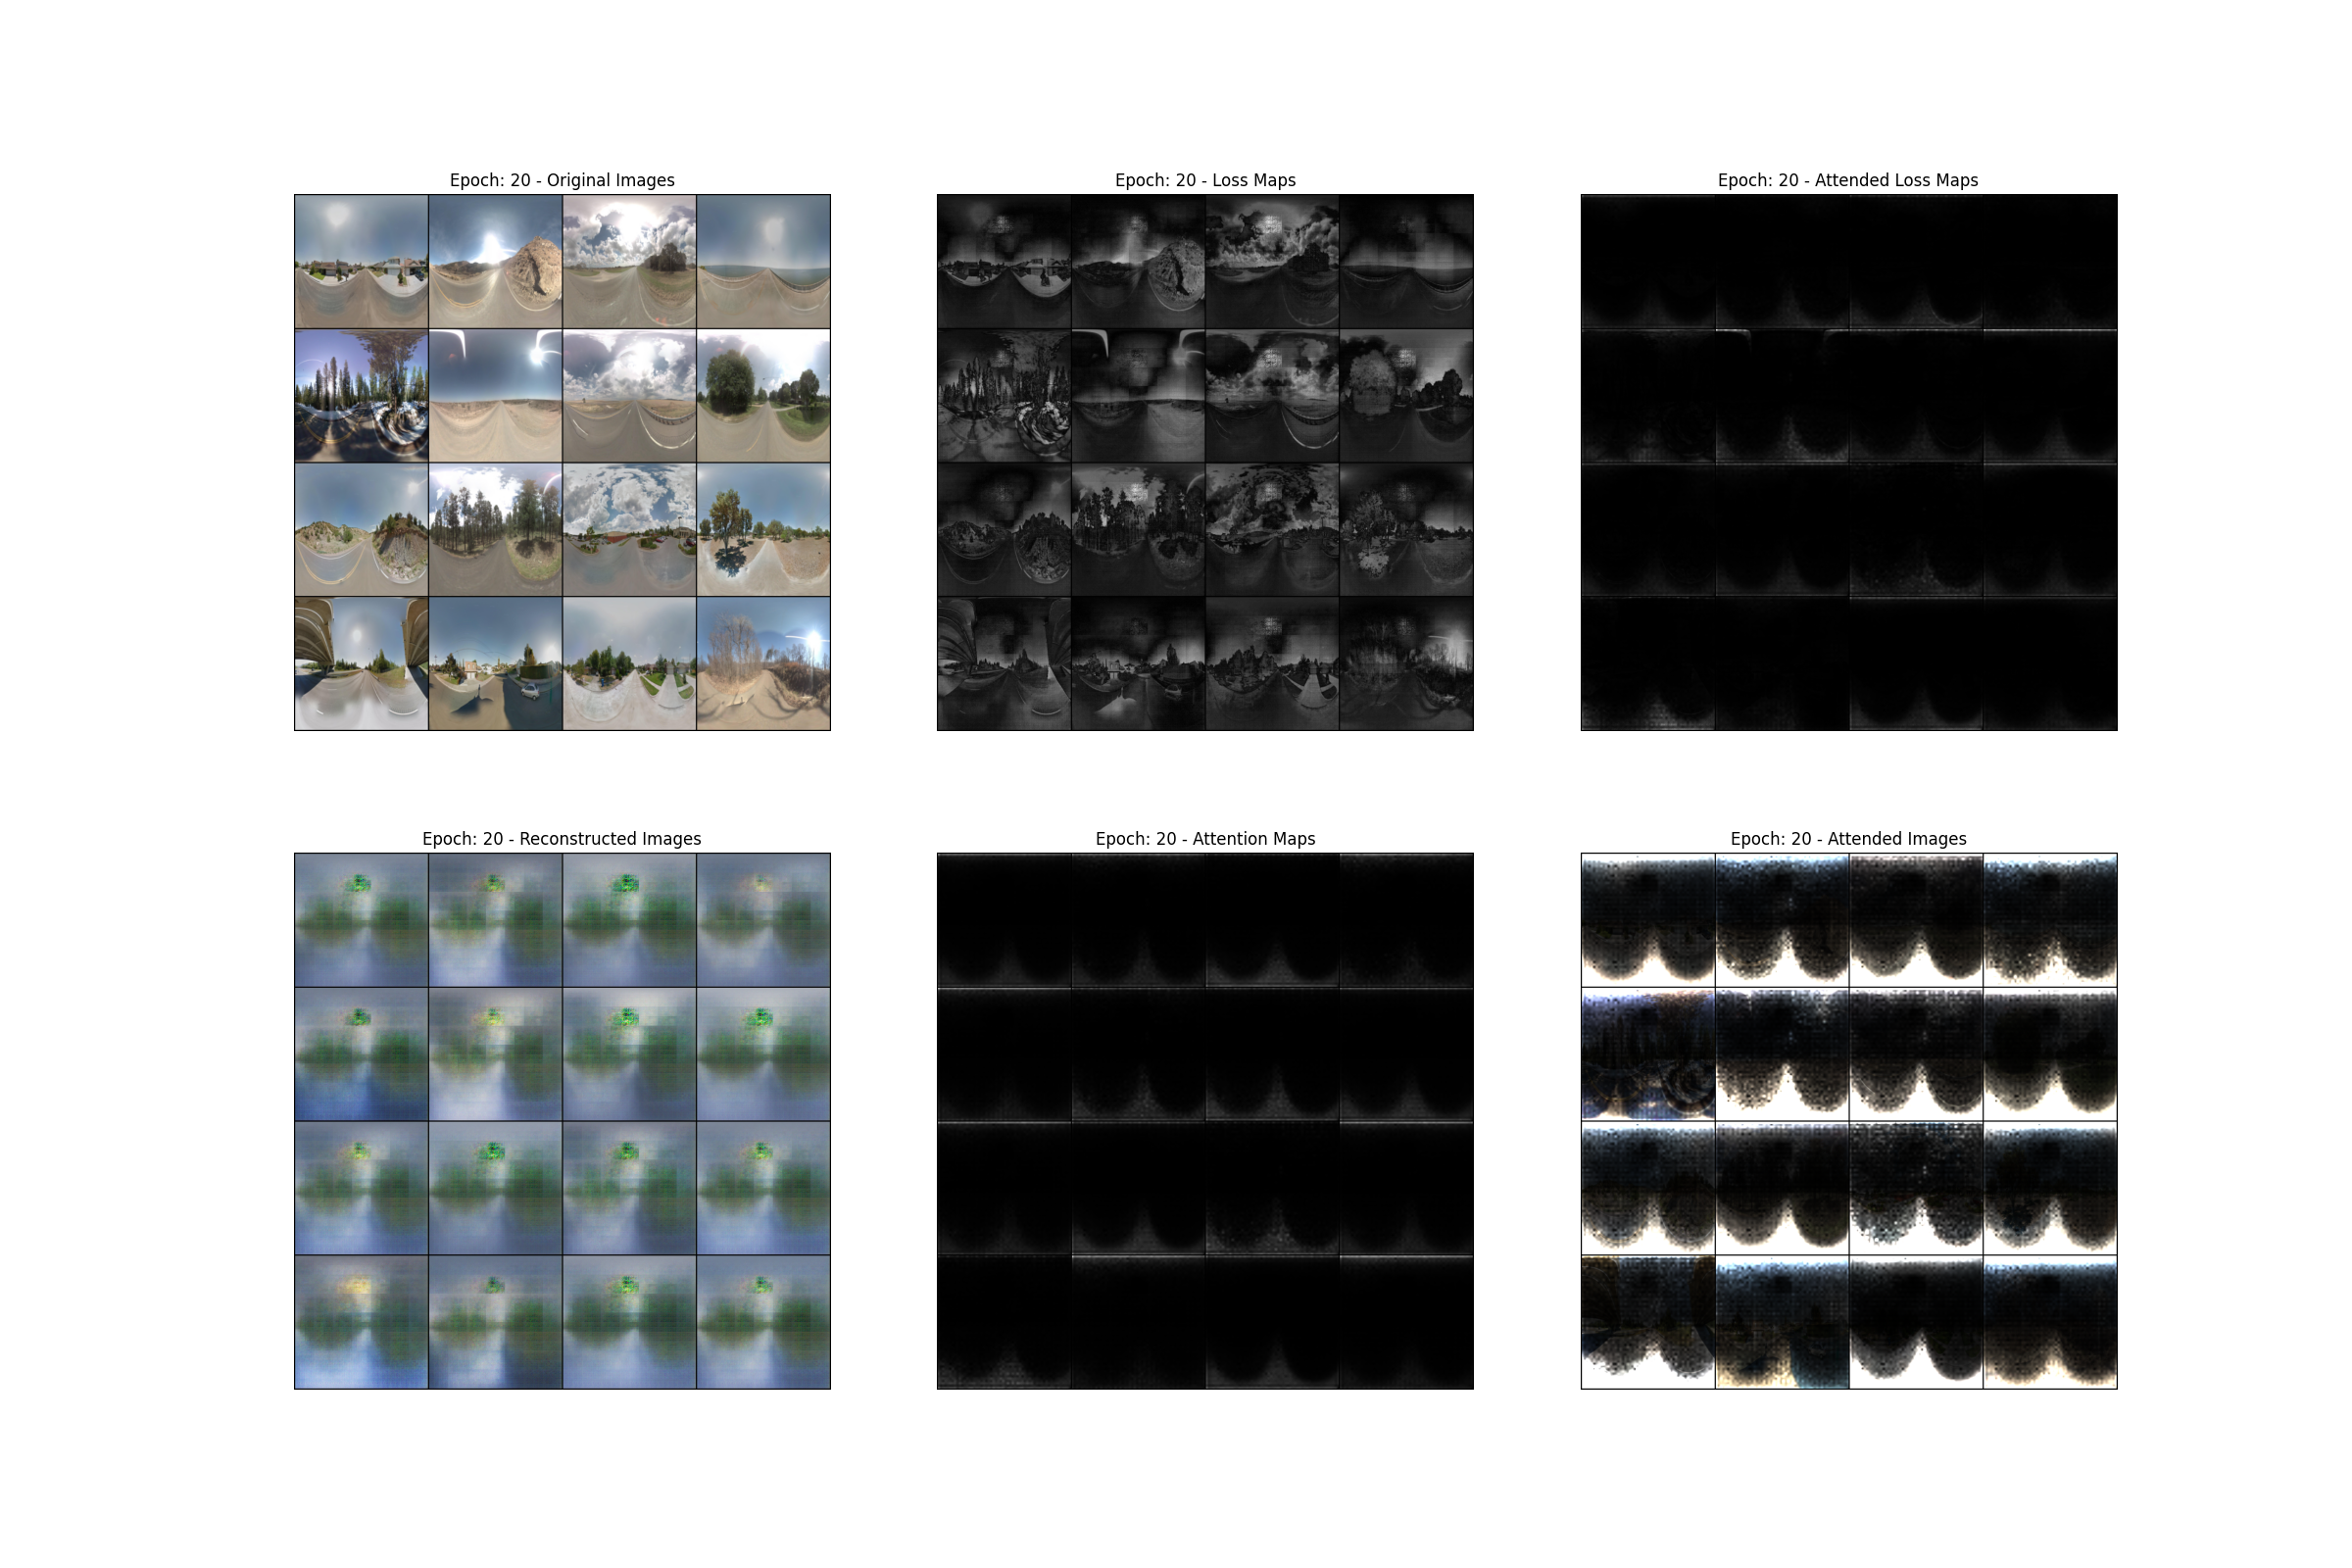 Epoch: 20 - Original Images
Epoch: 20 - Loss Maps
Epoch: 20 - Attended Loss Maps
Epoch: 20 - Reconstructed Images
Epoch: 20 - Attention Maps
Epoch: 20 - Attended Images